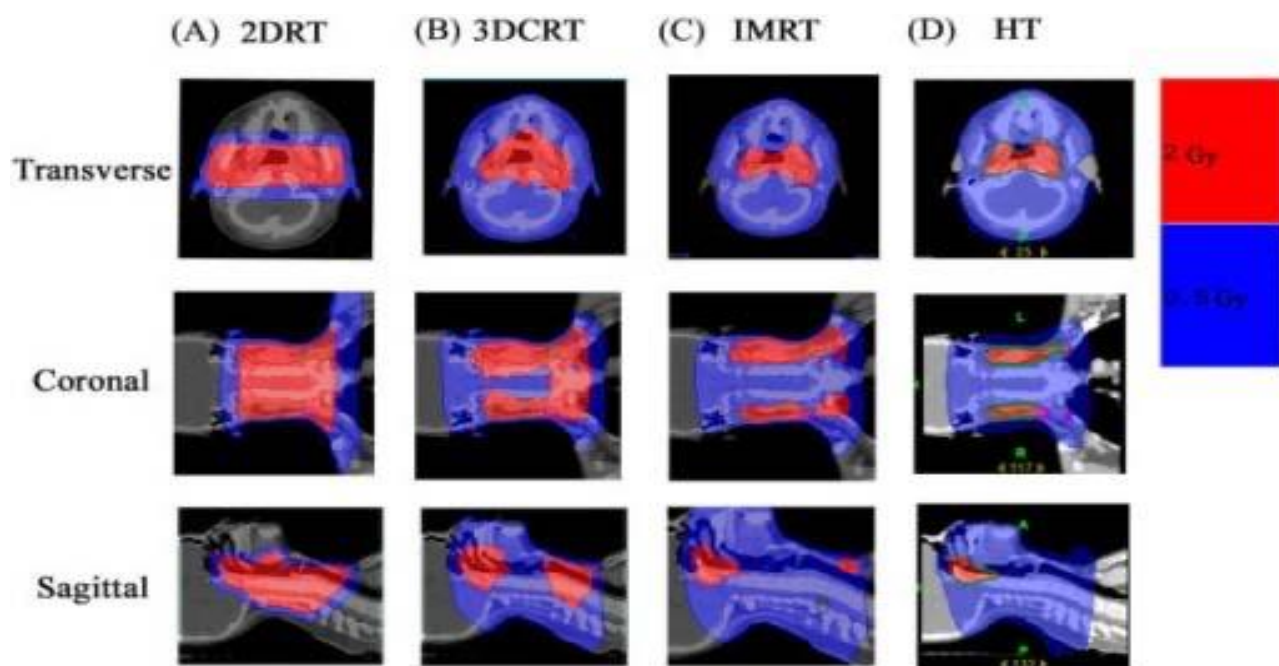 (A) 2DRT (B) 3DCRT (C) IMRT (D) HT
Transverse
2 Gy
Coronal
L
R
Sagittal
A
P